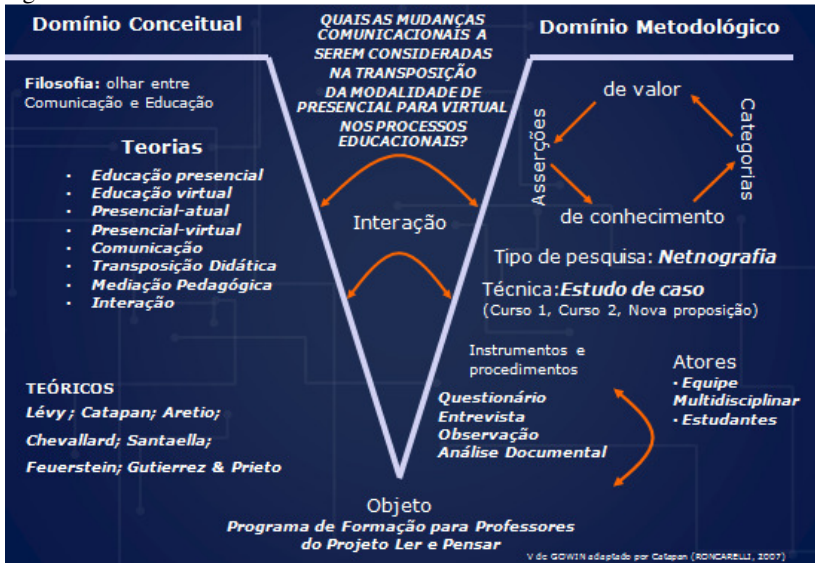 Domínio Conceitual
Filosofia: olhar entre
Comunicação e Educação
Teorias
• Educação presencial
• Educação virtual
• Presencial-atual
• Presencial-virtual
• Comunicação
• Transposição Didática
• Mediação Pedagógica
• Interação
TEÓRICOS
Lévy; Catapan; Aretio;
Chevallard; Santaella;
Feuerstein; Gutierrez & Prieto
QUAIS AS MUDANÇAS
COMUNICACIONAIS A
SEREM CONSIDERADAS
NA TRANSPOSIÇÃO
DA MODALIDADE DE
PRESENCIAL PARA VIRTUAL
NOS PROCESSOS
EDUCACIONAIS?
Interação
Domínio Metodológico
de valor
Asserções
Categorias
de conhecimento
Tipo de pesquisa: Netnografia
Técnica:Estudo de caso
(Curso 1, Curso 2, Nova proposição)
Instrumentos e
procedimentos
Questionário
Entrevista
Observação
Análise Documental
Atores
• Equipe
Multidisciplinar
• Estudantes
Objeto
Programa de Formação para Professores
do Projeto Ler e Pensar
V de GOWIN adaptado por Catapan (RONCARELLI, 2007)